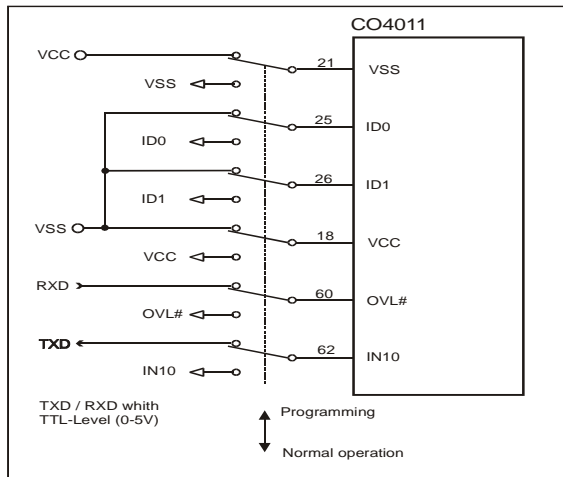 CO4011
VCC
21
VSS
VSS
25
ID0
ID0
26
ID1
ID1
VSS
18
VCC
VCC
RXD
60
OVL#
OVL#
TXD
62
IN10
IN10
TXD / RXD whith
TTL-Level (0-5V)
Programming
Normal operation